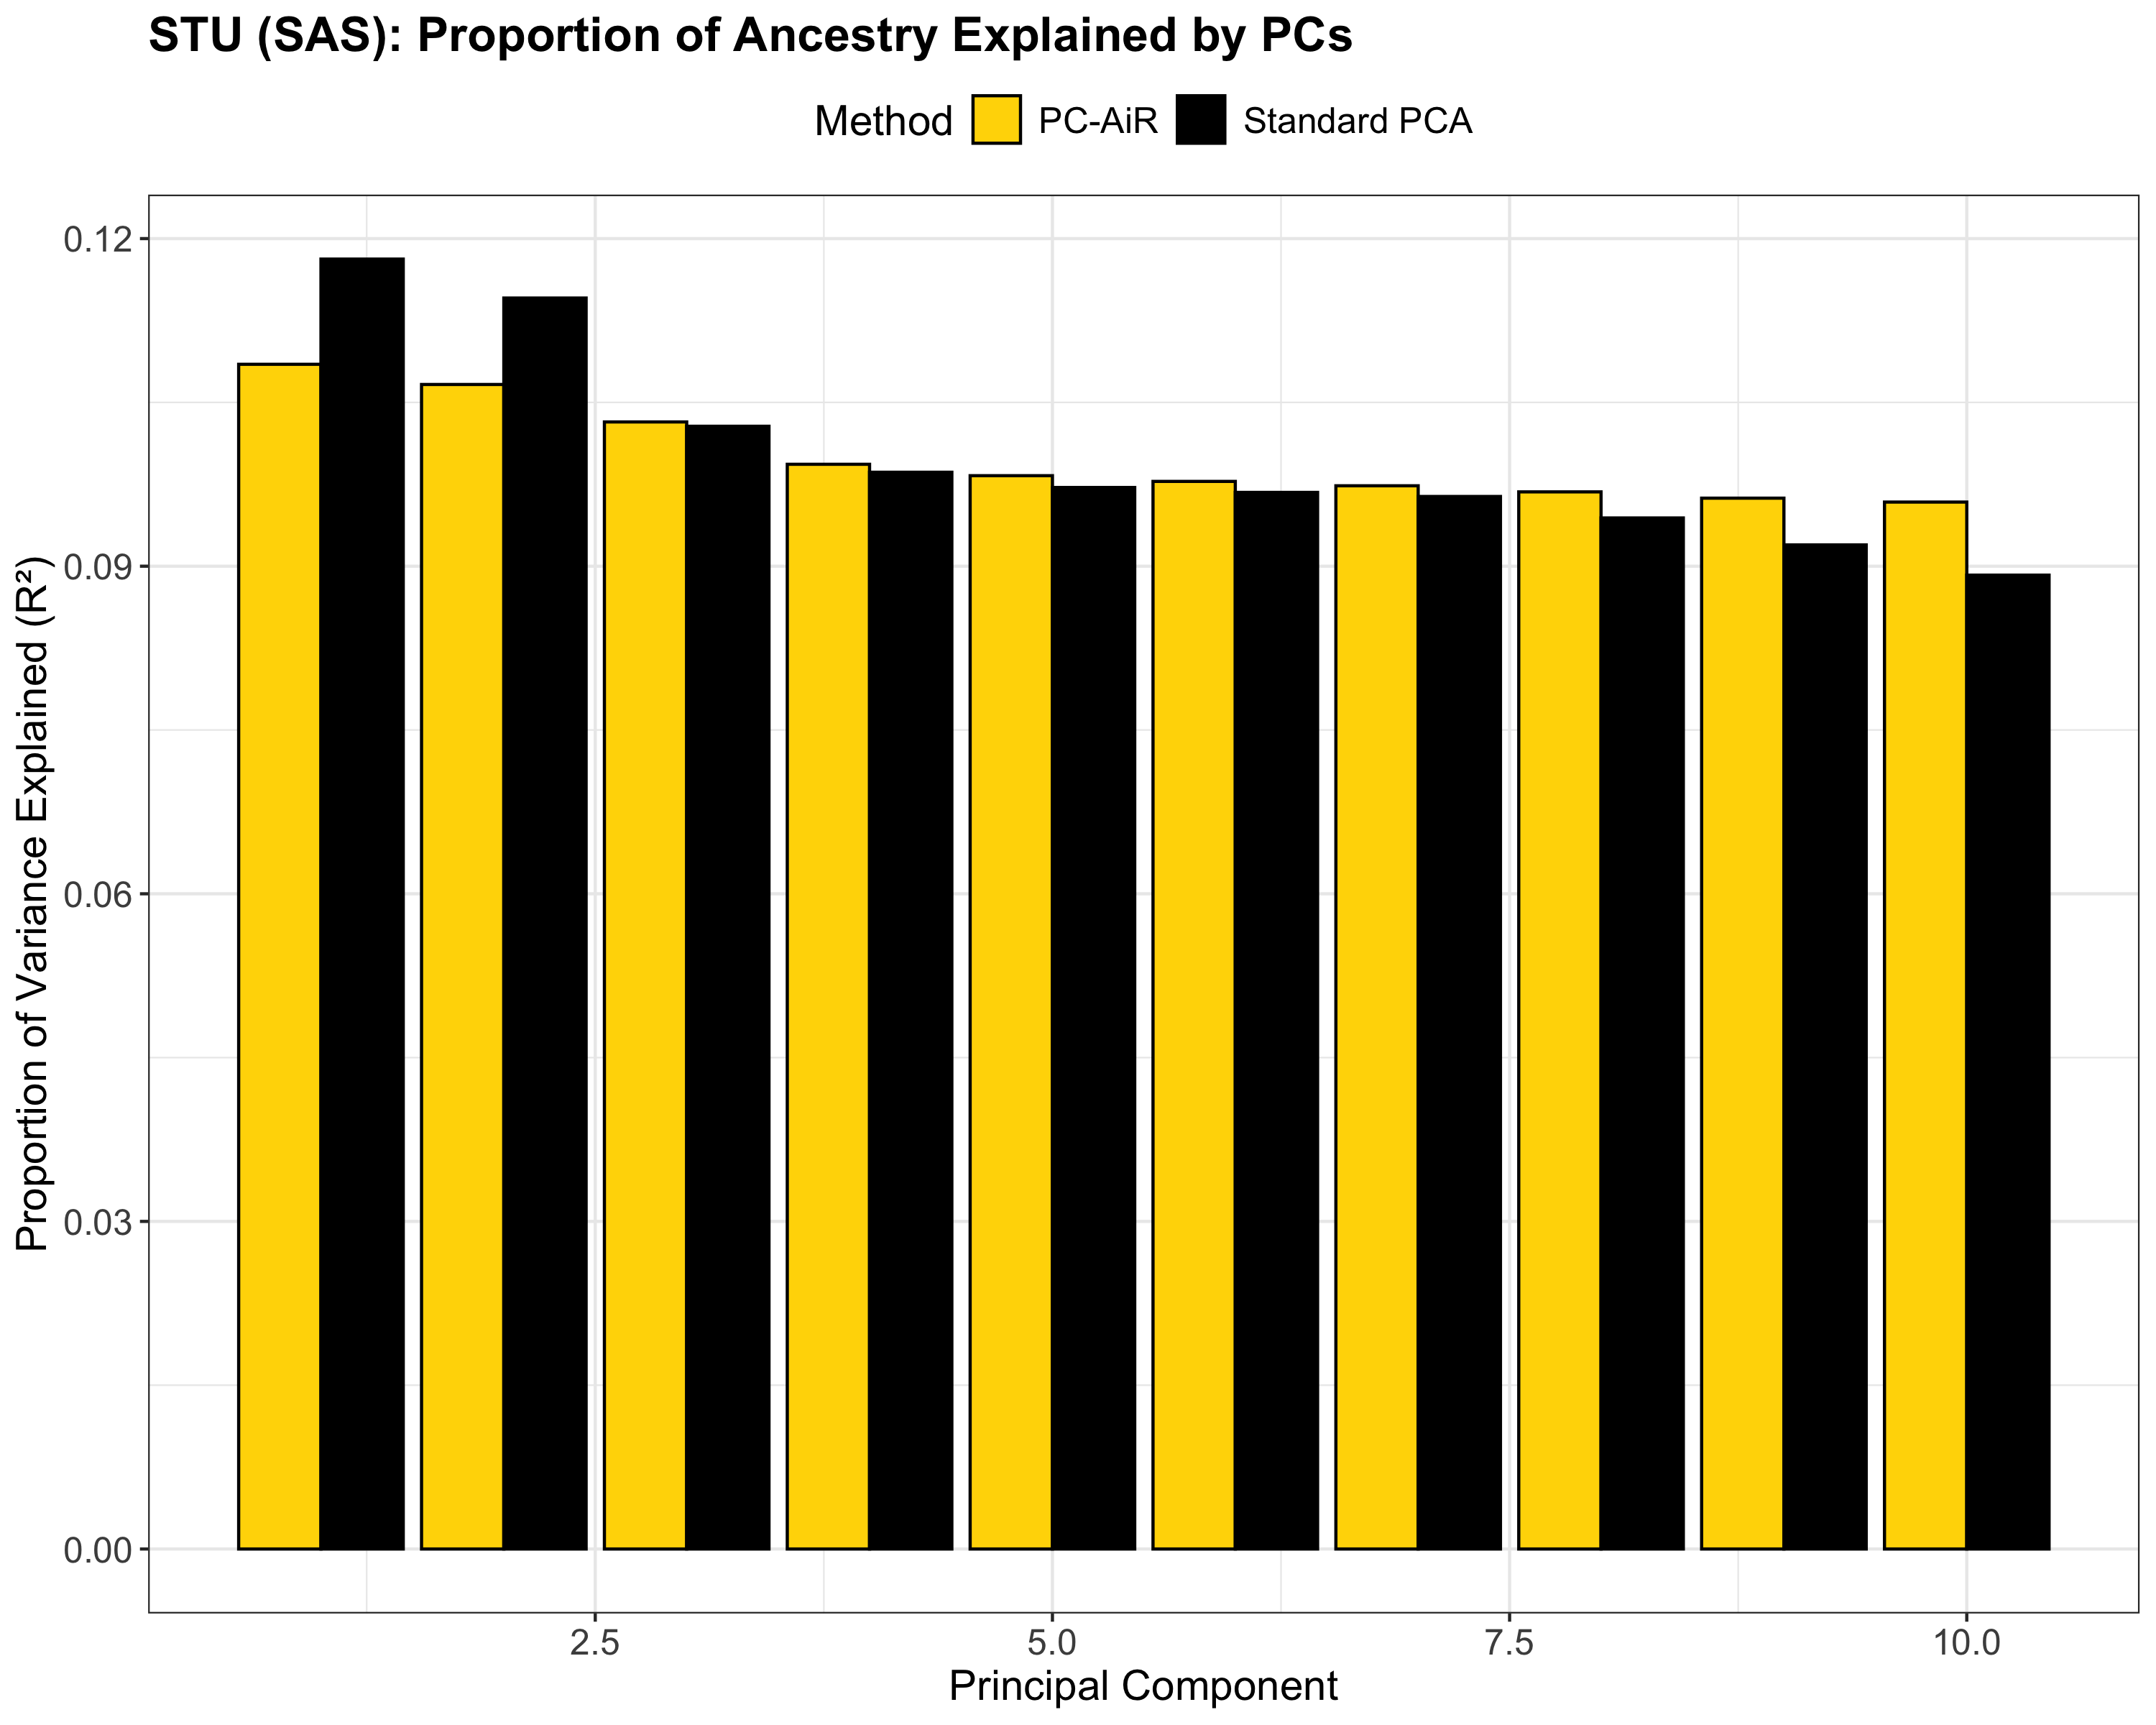 STU (SAS): Proportion of Ancestry Explained by PCs
Method PC-AiR Standard PCA
Proportion of Variance Explained (R²)
0.12
0.09
0.06
0.03
0.00
2.5 5.0 7.5 10.0
Principal Component